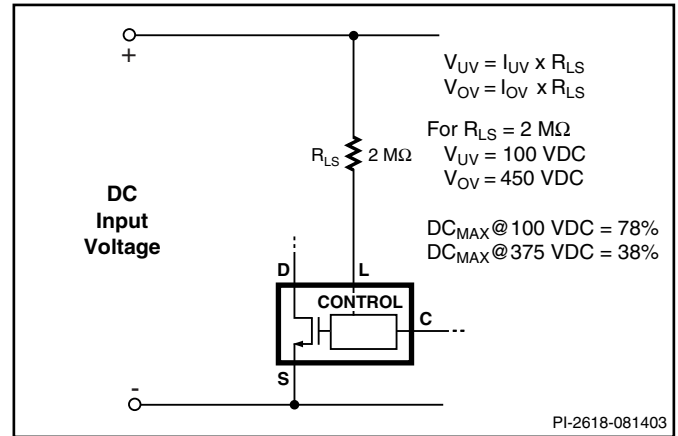 +
V_UV = I_UV x R_LS
V_OV = I_OV x R_LS
For R_LS = 2 MΩ
V_UV = 100 VDC
V_OV = 450 VDC
DC_MAX@100 VDC = 78%
DC_MAX@375 VDC = 38%
R_LS 2 MΩ
DC
Input
Voltage
D L
CONTROL
C
S
-
PI-2618-081403